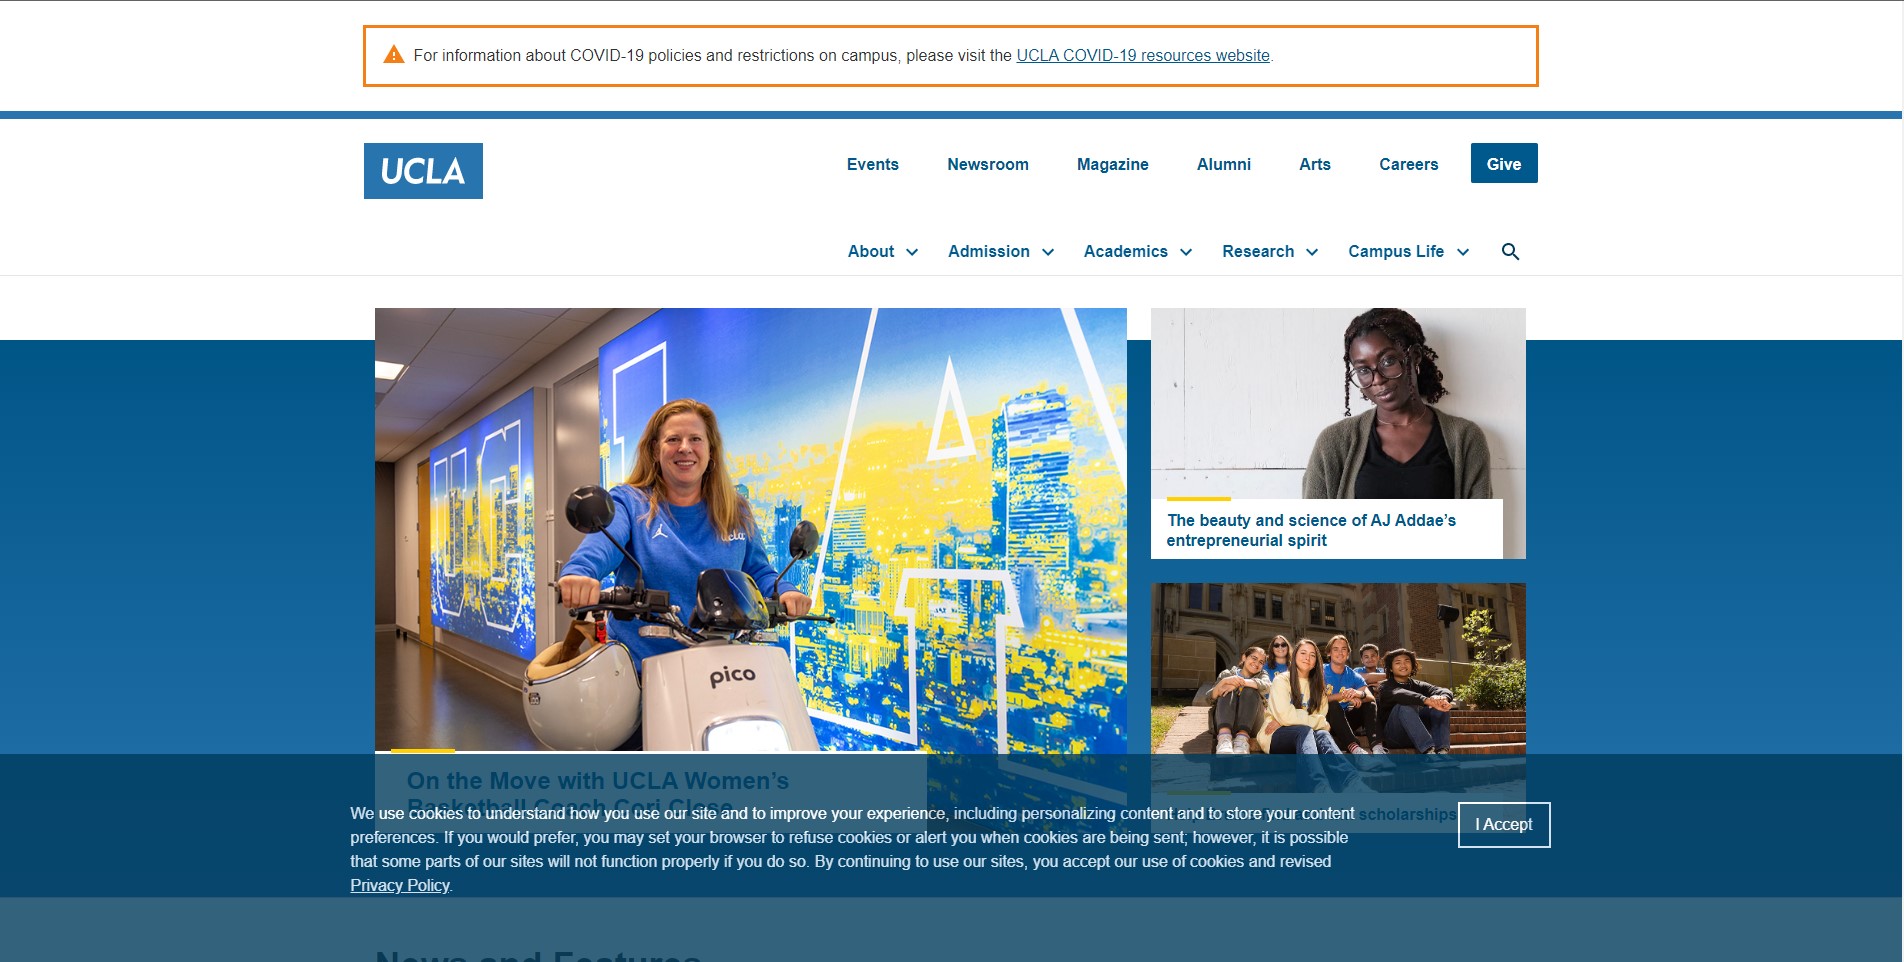 For information about COVID-19 policies and restrictions on campus, please visit the UCLA COVID-19 resources website.
UCLA
Events Newsroom Magazine Alumni Arts Careers Give
About Admission Academics Research Campus Life
ucla
pico
The beauty and science of AJ Addae’s
entrepreneurial spirit
On the Move with UCLA Women’s
Basketball Coach Cori Close
scholarships
We use cookies to understand how you use our site and to improve your experience, including personalizing content and to store your content
preferences. If you would prefer, you may set your browser to refuse cookies or alert you when cookies are being sent; however, it is possible
that some parts of our sites will not function properly if you do so. By continuing to use our sites, you accept our use of cookies and revised
Privacy Policy.
I Accept
News and Features